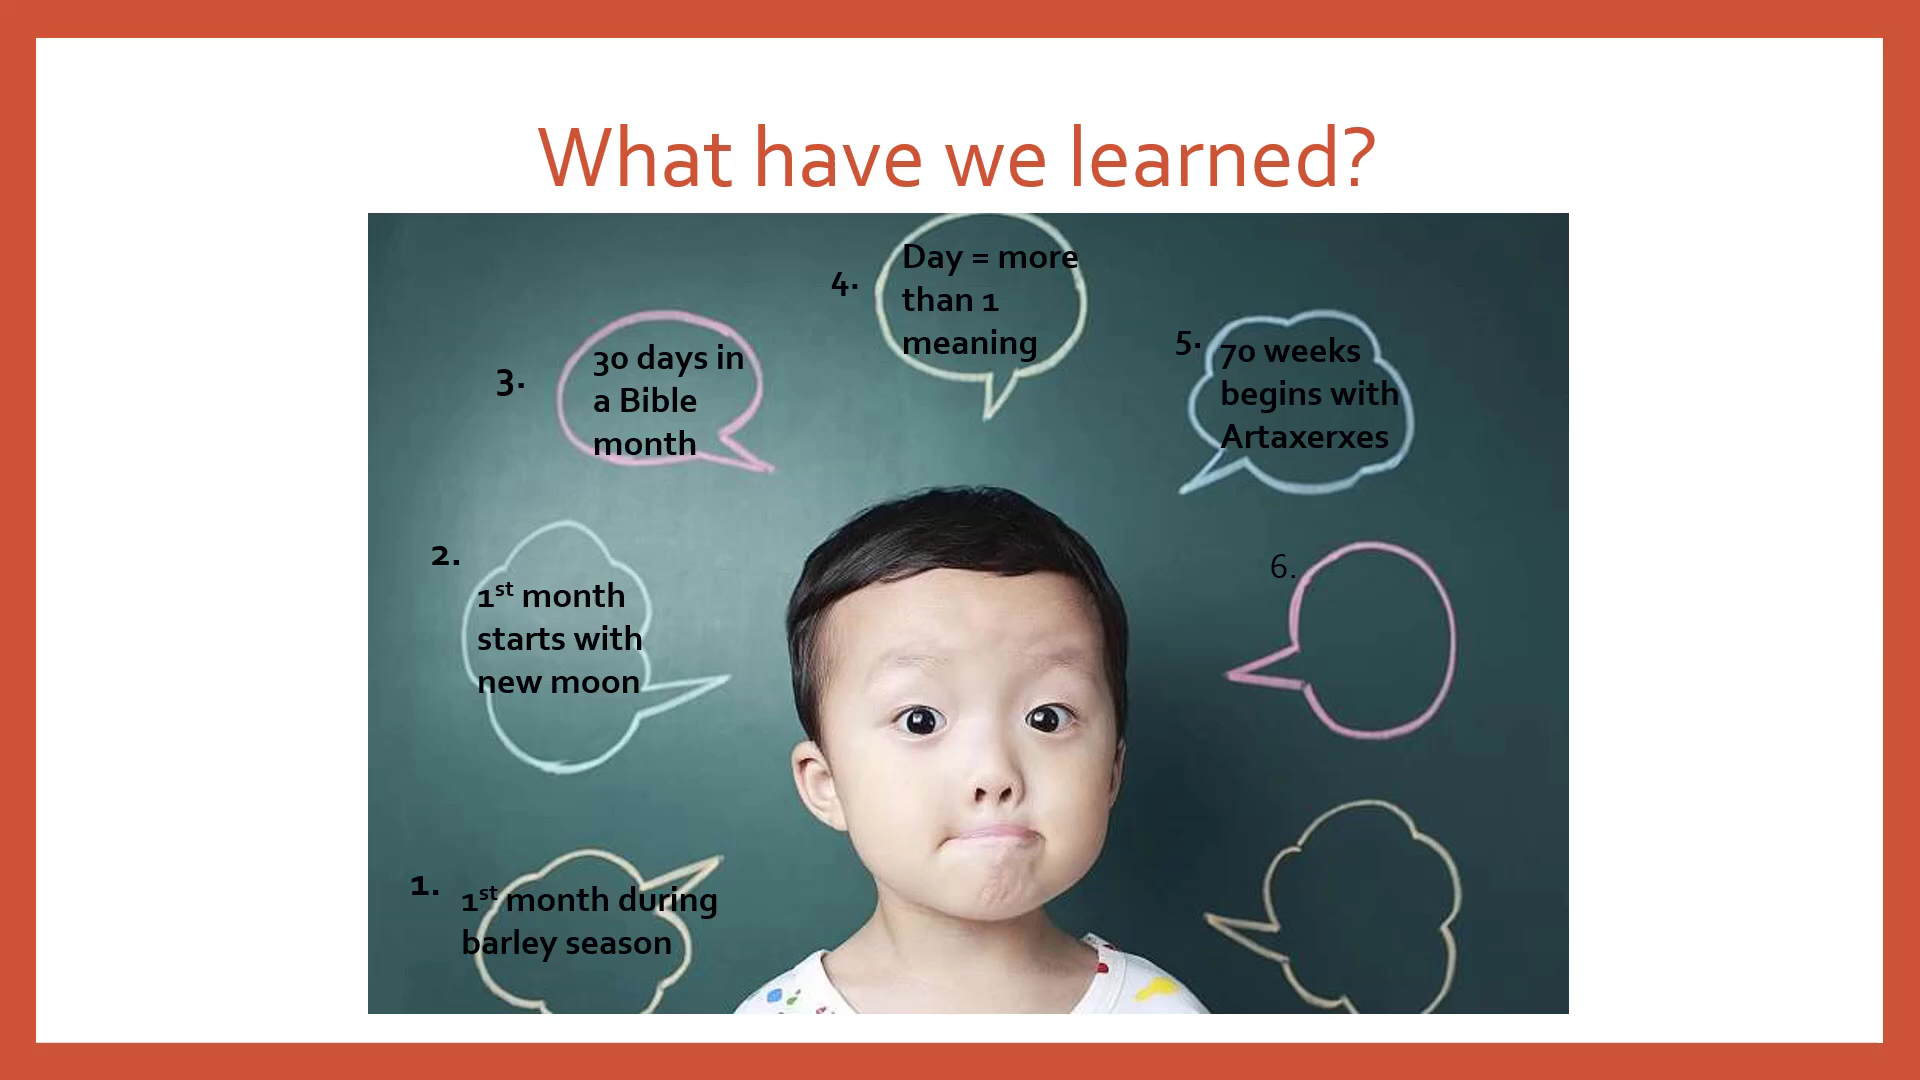 What have we learned?
4.
Day = more
than 1
meaning
3.
30 days in
a Bible
month
5.
70 weeks
begins with
Artaxerxes
2.
1st month
starts with
new moon
6.
1.
1st month during
barley season